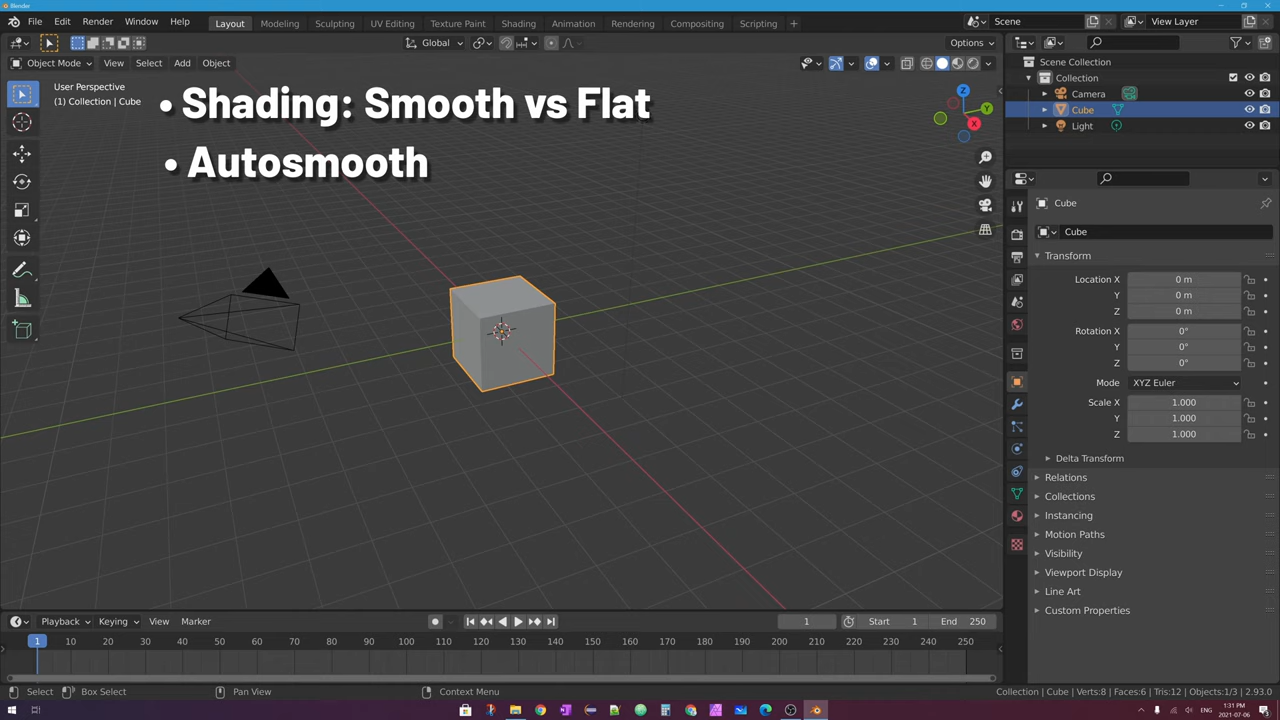 Blender
File Edit Render Window Help Layout Modeling Sculpting UV Editing Texture Paint Shading Animation Rendering Compositing Scripting + Scene View Layer
Global Options
Object Mode View Select Add Object
Scene Collection
Collection
Camera
Cube
Light
User Perspective
(1) Collection | Cube
• Shading: Smooth vs Flat
• Autosmooth
Z
Y
X
Cube
Cube
Transform
Location X 0 m
Y 0 m
Z 0 m
Rotation X 0°
Y 0°
Z 0°
Mode XYZ Euler
Scale X 1.000
Y 1.000
Z 1.000
Delta Transform
Relations
Collections
Instancing
Motion Paths
Visibility
Viewport Display
Line Art
Custom Properties
Playback Keying View Marker 1 Start 1 End 250
1 10 20 30 40 50 60 70 80 90 100 110 120 130 140 150 160 170 180 190 200 210 220 230 240 250
Select Box Select Pan View Context Menu Collection | Cube | Verts:8 | Faces:6 | Tris:12 | Objects:1/3 | 2.93.0
1:31 PM
2021-07-06